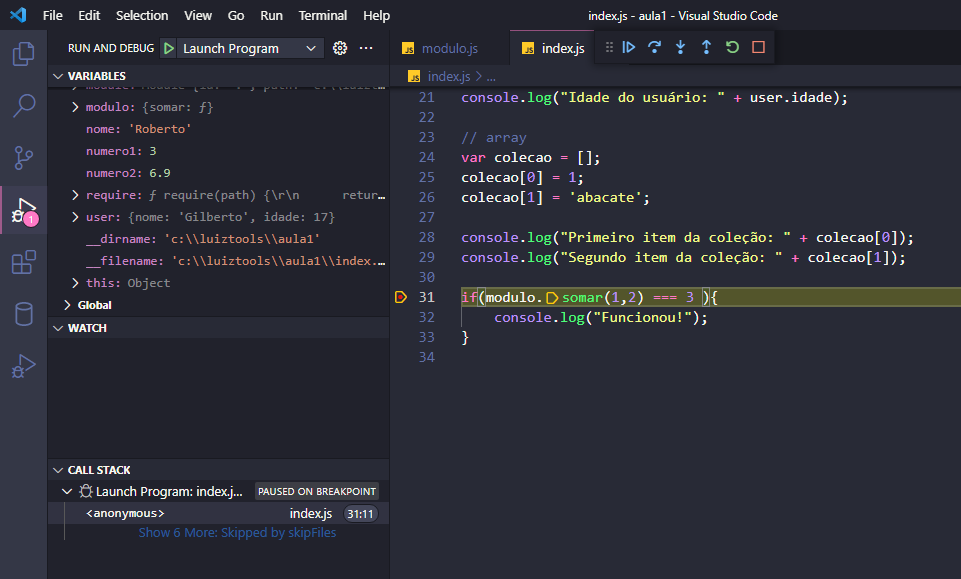 File Edit Selection View Go Run Terminal Help index.js - aula1 - Visual Studio Code
RUN AND DEBUG Launch Program ...
JS modulo.js JS index.js
VARIABLES
JS index.js > ...
modulo: {somar: ƒ}
nome: 'Roberto'
numero1: 3
numero2: 6.9
require: ƒ require(path) {\r\n retur...
user: {nome: 'Gilberto', idade: 17}
__dirname: 'c:\\luiztools\\aula1'
__filename: 'c:\\luiztools\\aula1\\index....
this: Object
Global
WATCH
CALL STACK
Launch Program: index.j... PAUSED ON BREAKPOINT
<anonymous> index.js 31:11
Show 6 More: Skipped by skipFiles
1
21 console.log("Idade do usuário: " + user.idade);
22
23 // array
24 var colecao = [];
25 colecao[0] = 1;
26 colecao[1] = 'abacate';
27
28 console.log("Primeiro item da coleção: " + colecao[0]);
29 console.log("Segundo item da coleção: " + colecao[1]);
30
31 if(modulo.somar(1,2) === 3 ){
32 console.log("Funcionou!");
33 }
34